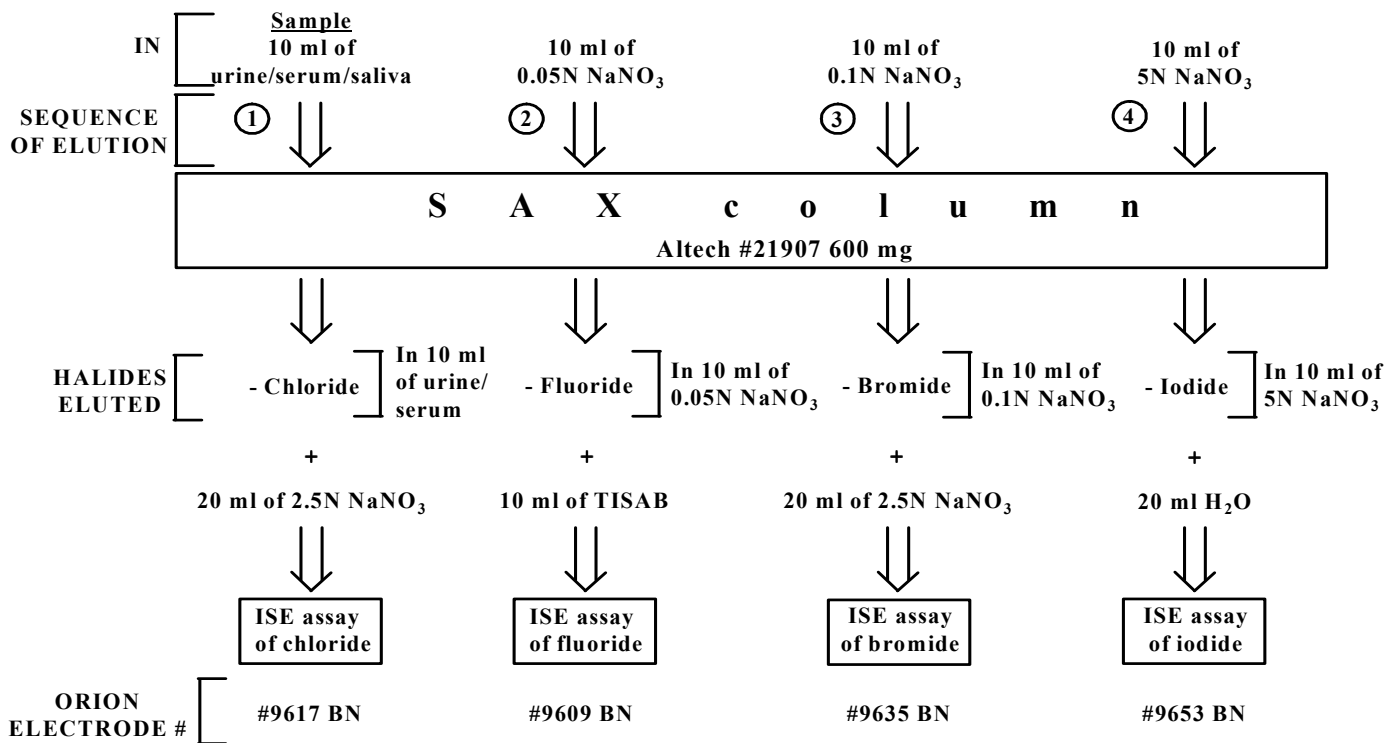 IN
Sample
10 ml of
urine/serum/saliva
10 ml of
0.05N NaNO₃
10 ml of
0.1N NaNO₃
10 ml of
5N NaNO₃
SEQUENCE
OF ELUTION
1
2
3
4
SAX column
Altech #21907 600 mg
HALIDES
ELUTED
- Chloride
In 10 ml
of urine/
serum
- Fluoride
In 10 ml of
0.05N NaNO₃
- Bromide
In 10 ml of
0.1N NaNO₃
- Iodide
In 10 ml of
5N NaNO₃
+
+
+
+
20 ml of 2.5N NaNO₃
10 ml of TISAB
20 ml of 2.5N NaNO₃
20 ml H₂O
ISE assay
of chloride
ISE assay
of fluoride
ISE assay
of bromide
ISE assay
of iodide
ORION
ELECTRODE #
#9617 BN
#9609 BN
#9635 BN
#9653 BN